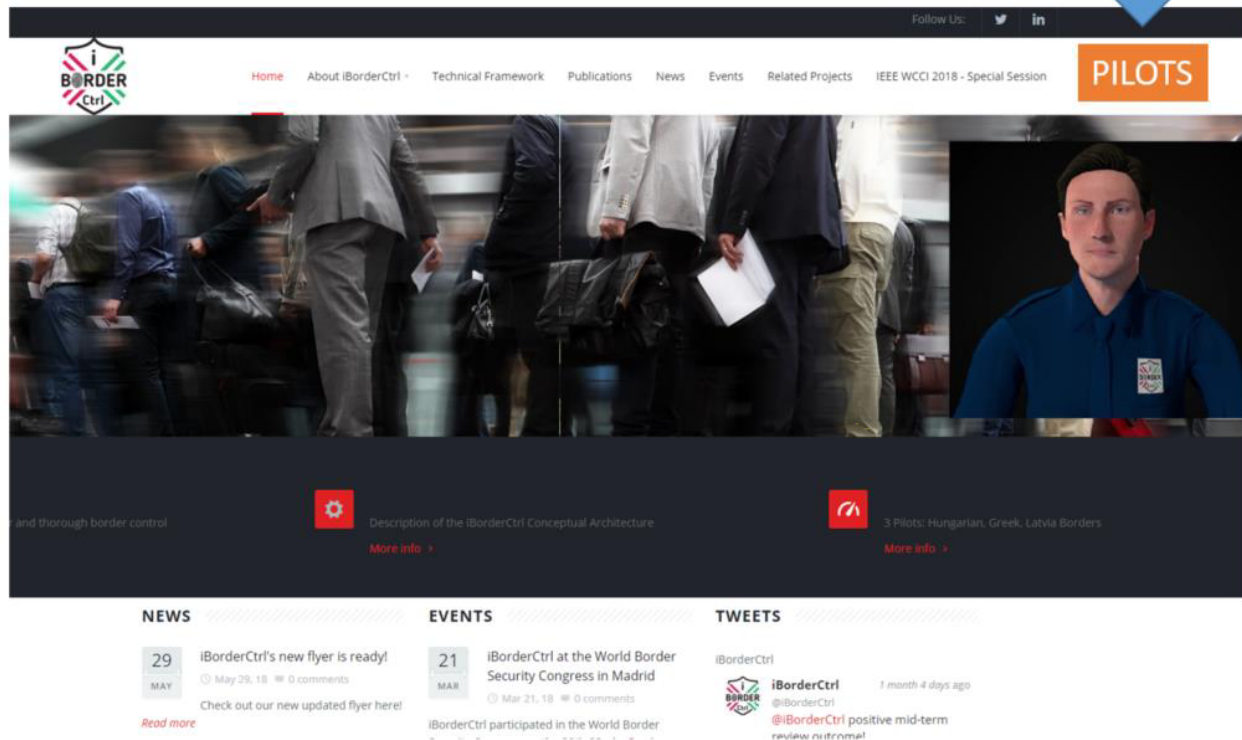 Follow Us:
i
BORDER
Ctrl
Home
About iBorderCtrl
Technical Framework
Publications
News
Events
Related Projects
IEEE WCCI 2018 - Special Session
PILOTS
BORDER
r and thorough border control
Description of the iBorderCtrl Conceptual Architecture
More info
3 Pilots: Hungarian, Greek, Latvia Borders
More info
NEWS
29
MAY
iBorderCtrl's new flyer is ready!
May 29, 18 0 comments
Check out our new updated flyer here!
Read more
EVENTS
21
MAR
iBorderCtrl at the World Border
Security Congress in Madrid
Mar 21, 18 0 comments
iBorderCtrl participated in the World Border
TWEETS
iBorderCtrl
i
BORDER
Ctrl
iBorderCtrl 1 month 4 days ago
@iBorderCtrl
@iBorderCtrl positive mid-term
review outcome!